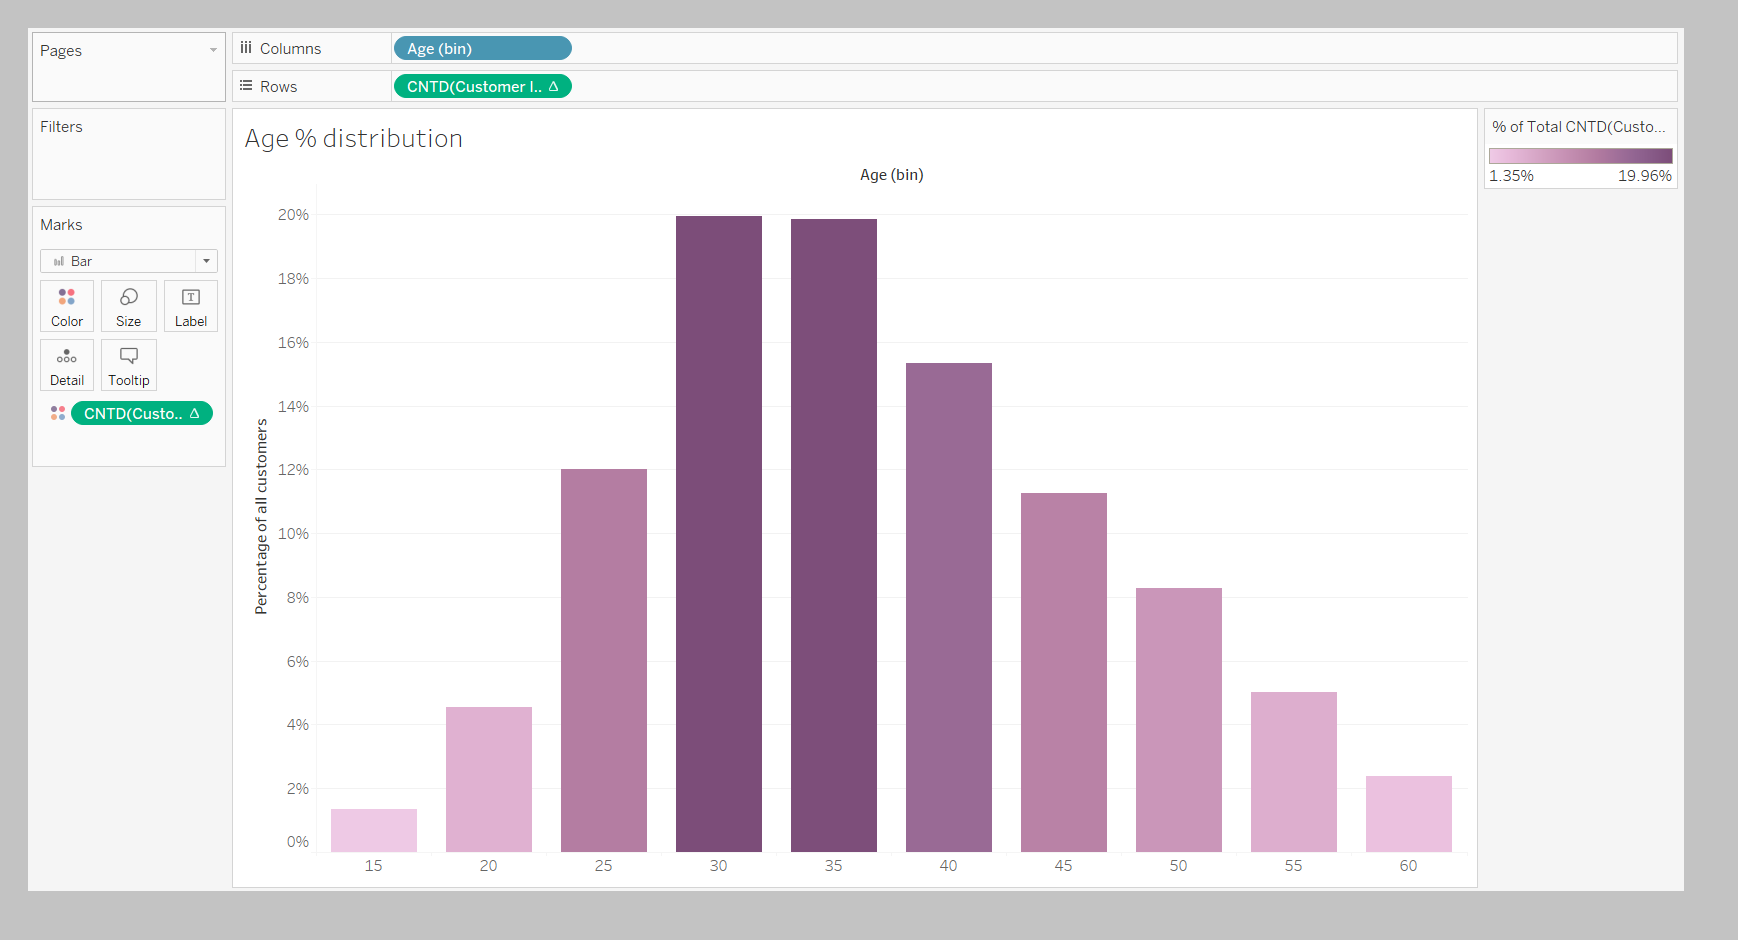 Pages
Columns
Age (bin)
Rows
CNTD(Customer I.. Δ
Filters
Marks
Bar
Color
Size
Label
Detail
Tooltip
CNTD(Custo.. Δ
Age % distribution
Age (bin)
Percentage of all customers
20%
18%
16%
14%
12%
10%
8%
6%
4%
2%
0%
15
20
25
30
35
40
45
50
55
60
% of Total CNTD(Custo...
1.35%
19.96%